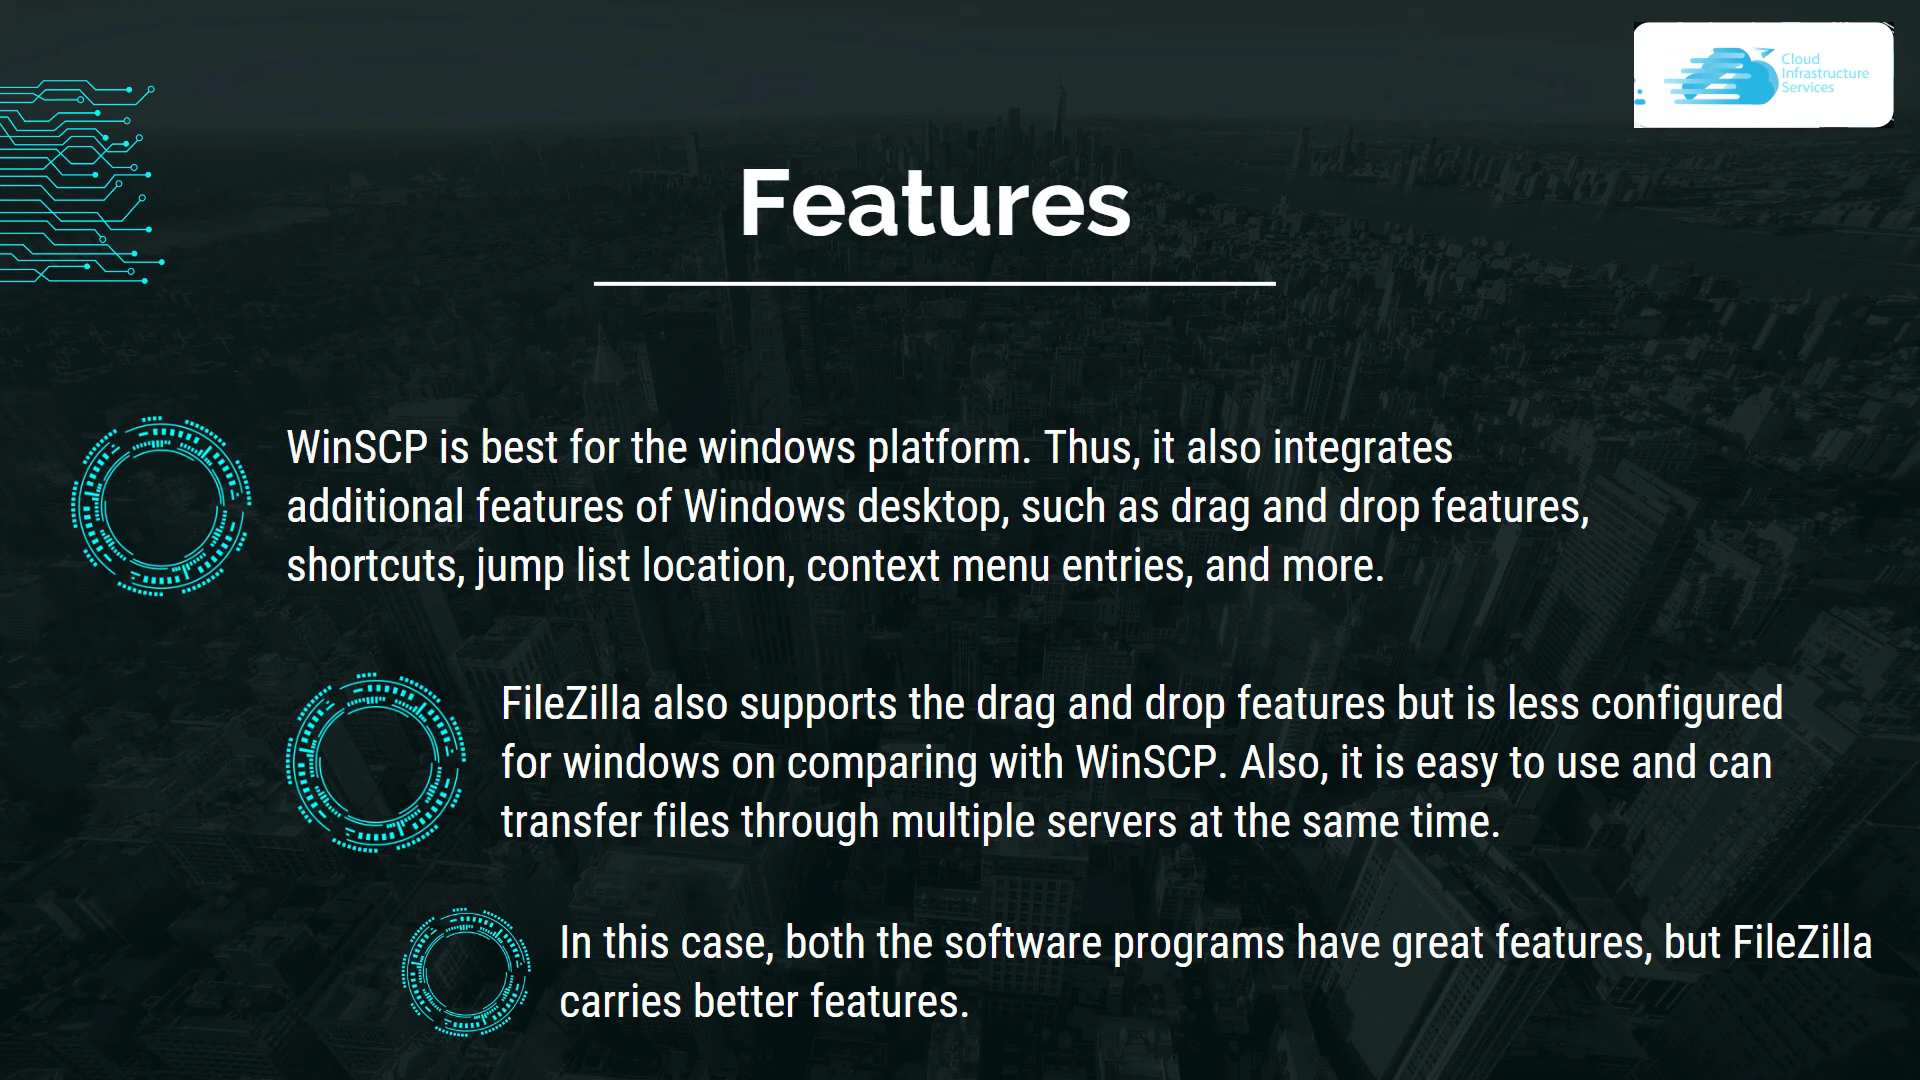 Cloud
Infrastructure
Services
Features
WinSCP is best for the windows platform. Thus, it also integrates
additional features of Windows desktop, such as drag and drop features,
shortcuts, jump list location, context menu entries, and more.
FileZilla also supports the drag and drop features but is less configured
for windows on comparing with WinSCP. Also, it is easy to use and can
transfer files through multiple servers at the same time.
In this case, both the software programs have great features, but FileZilla
carries better features.